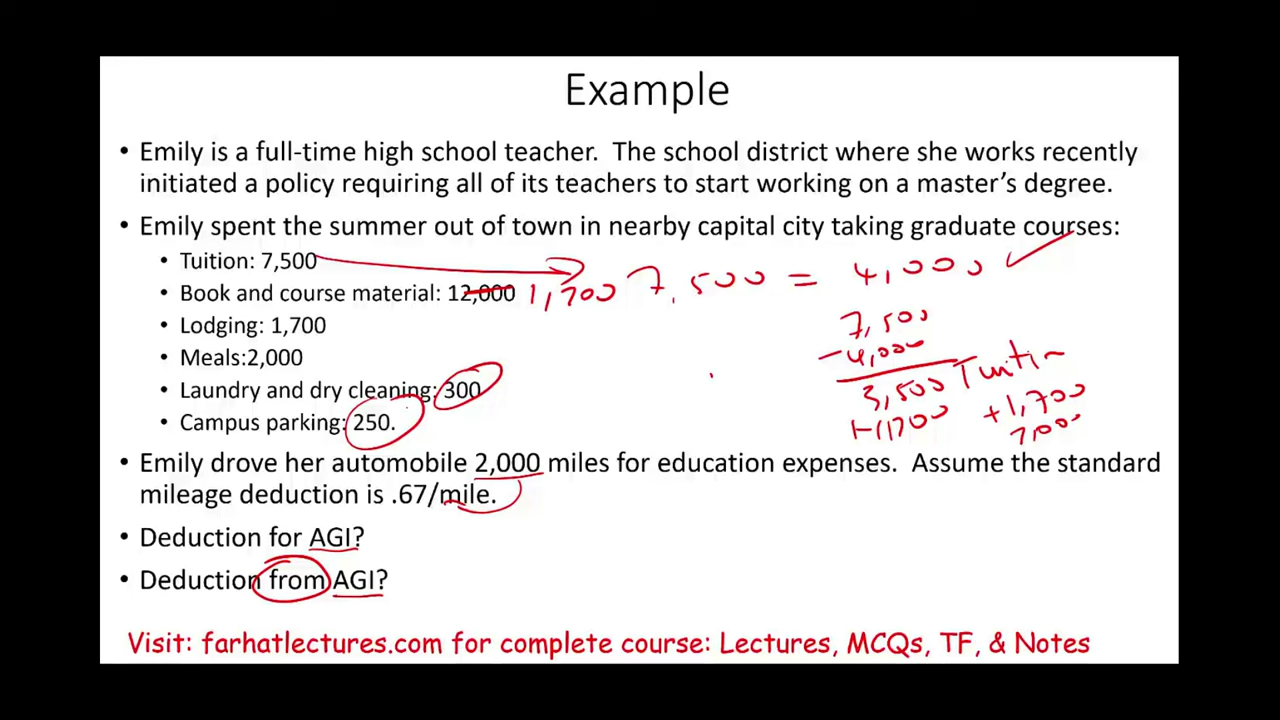 Example
• Emily is a full-time high school teacher. The school district where she works recently
initiated a policy requiring all of its teachers to start working on a master's degree.
• Emily spent the summer out of town in nearby capital city taking graduate courses:
• Tuition: 7,500
7,500 = 4,000
• Book and course material: 12,000 1,700
• Lodging: 1,700
7,500
• Meals:2,000
-4,000
3,500 Tuition
• Laundry and dry cleaning: 300
+1,700
• Campus parking: 250.
• Emily drove her automobile 2,000 miles for education expenses. Assume the standard
mileage deduction is .67/mile.
• Deduction for AGI?
• Deduction from AGI?
Visit: farhatlectures.com for complete course: Lectures, MCQs, TF, & Notes